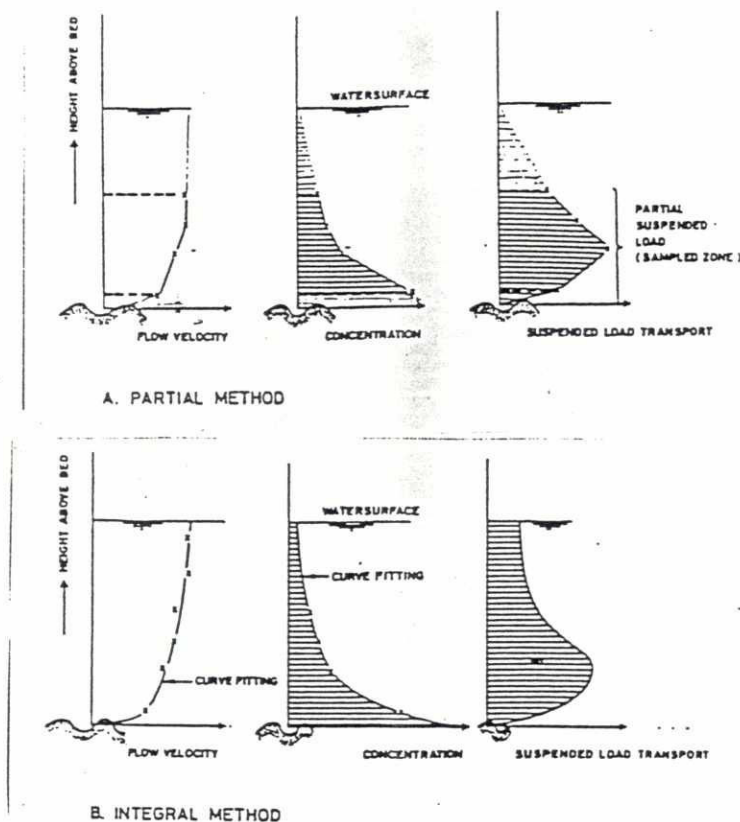 HEIGHT ABOVE BED
WATERSURFACE
PARTIAL
SUSPENDED
LOAD
(SAMPLED ZONE)
FLOW VELOCITY
CONCENTRATION
SUSPENDED LOAD TRANSPORT
A. PARTIAL METHOD
HEIGHT ABOVE BED
WATERSURFACE
CURVE FITTING
CURVE FITTING
FLOW VELOCITY
CONCENTRATION
SUSPENDED LOAD TRANSPORT
B. INTEGRAL METHOD